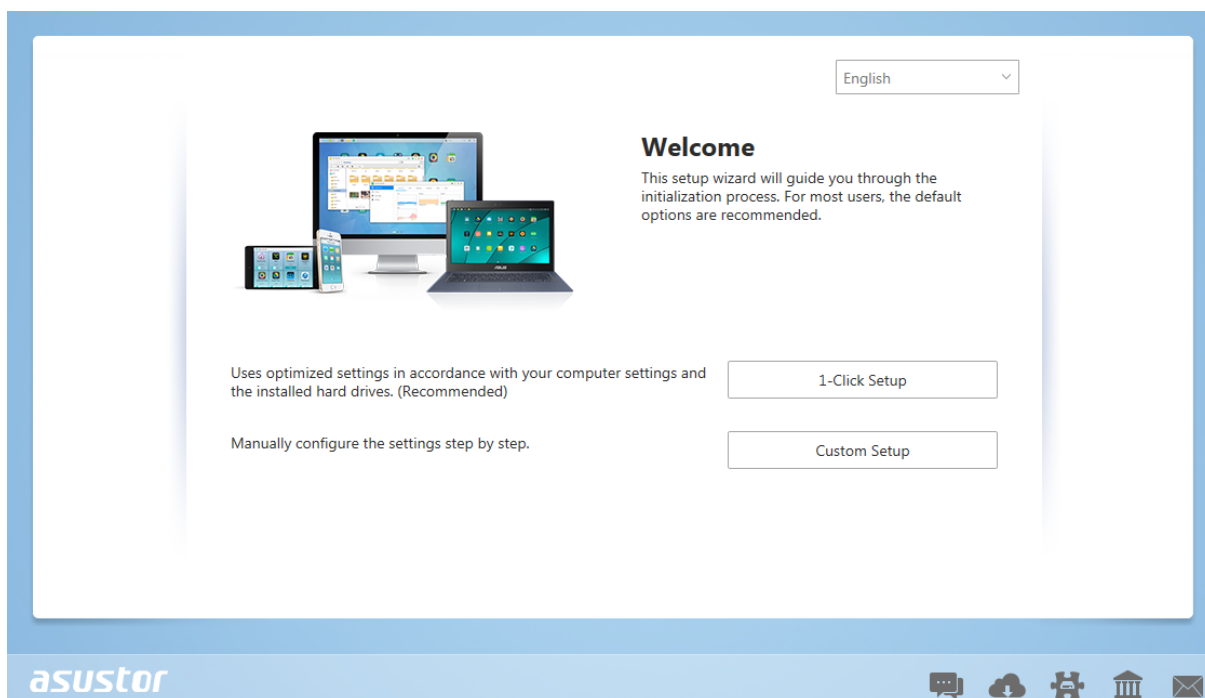 English
Welcome
This setup wizard will guide you through the
initialization process. For most users, the default
options are recommended.
Uses optimized settings in accordance with your computer settings and
the installed hard drives. (Recommended)
1-Click Setup
Manually configure the settings step by step.
Custom Setup
asustor